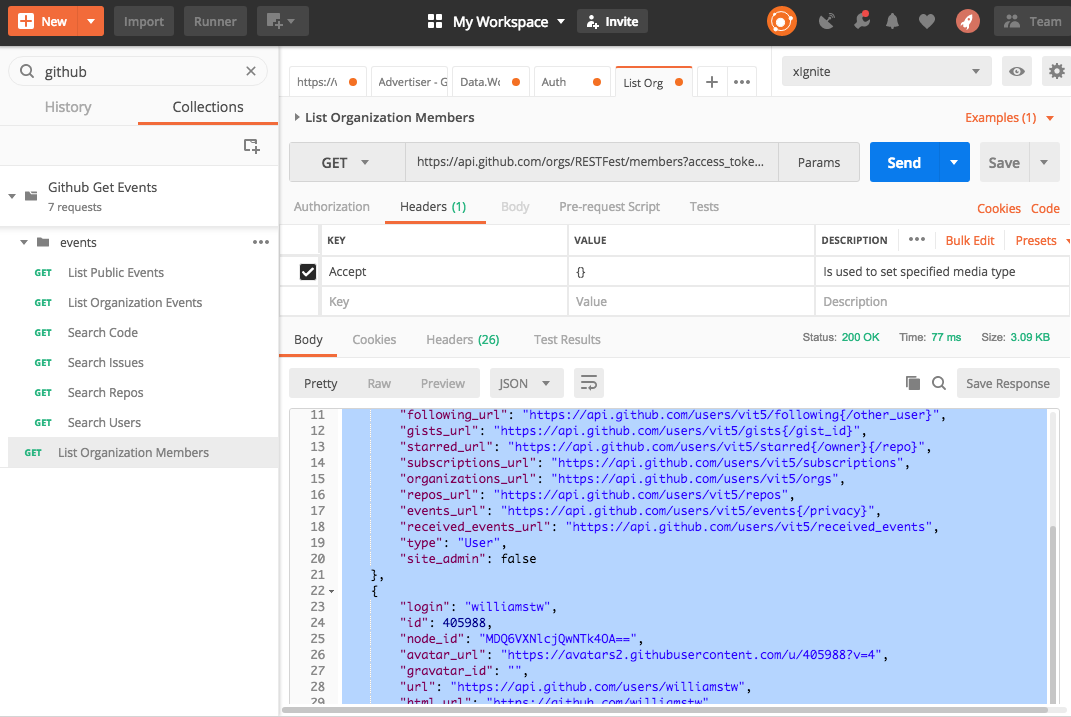 New Import Runner My Workspace Invite Team
github
History Collections
Github Get Events
7 requests
events
GET List Public Events
GET List Organization Events
GET Search Code
GET Search Issues
GET Search Repos
GET Search Users
GET List Organization Members
Advertiser - G Auth List Org
xIgnite
List Organization Members Examples (1)
GET https://api.github.com/orgs/RESTFest/members?access_toke... Params Send Save
Authorization Headers (1) Body Pre-request Script Tests Cookies Code
KEY VALUE DESCRIPTION Bulk Edit Presets
Accept {} Is used to set specified media type
Key Value Description
Body Cookies Headers (26) Test Results Status: 200 OK Time: 77 ms Size: 3.09 KB
Pretty Raw Preview JSON Save Response
11 "following_url": "https://api.github.com/users/vit5/following{/other_user}",
12 "gists_url": "https://api.github.com/users/vit5/gists{/gist_id}",
13 "starred_url": "https://api.github.com/users/vit5/starred{/owner}{/repo}",
14 "subscriptions_url": "https://api.github.com/users/vit5/subscriptions",
15 "organizations_url": "https://api.github.com/users/vit5/orgs",
16 "repos_url": "https://api.github.com/users/vit5/repos",
17 "events_url": "https://api.github.com/users/vit5/events{/privacy}",
18 "received_events_url": "https://api.github.com/users/vit5/received_events",
19 "type": "User",
20 "site_admin": false
21 },
22 {
23 "login": "williamstw",
24 "id": 405988,
25 "node_id": "MDQ6VXNlcjQwNTk4OA==",
26 "avatar_url": "https://avatars2.githubusercontent.com/u/405988?v=4",
27 "gravatar_id": "",
28 "url": "https://api.github.com/users/williamstw",
29 "html_url": "https://github.com/williamstw"